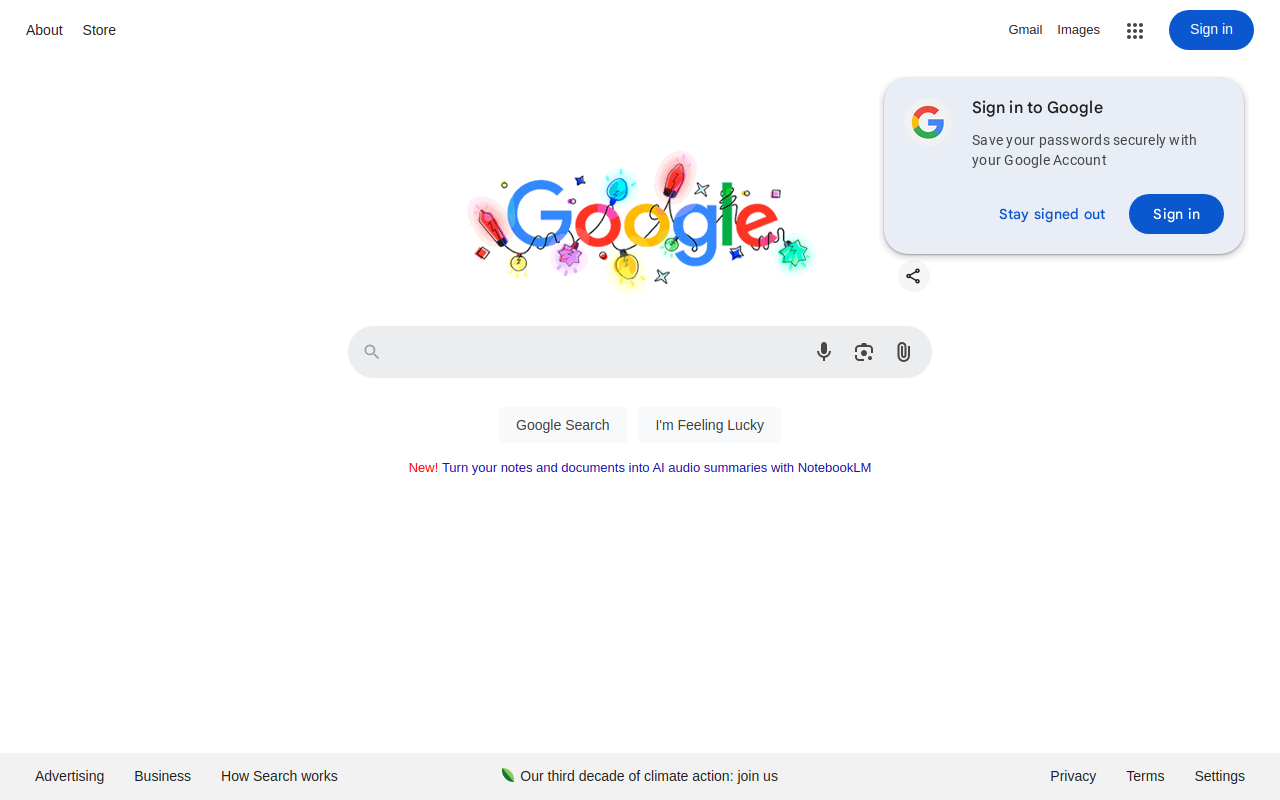 About Store Gmail Images Sign in
Sign in to Google
Save your passwords securely with
your Google Account
Stay signed out Sign in
Google
Google Search I'm Feeling Lucky
New! Turn your notes and documents into AI audio summaries with NotebookLM
Advertising Business How Search works Our third decade of climate action: join us Privacy Terms Settings